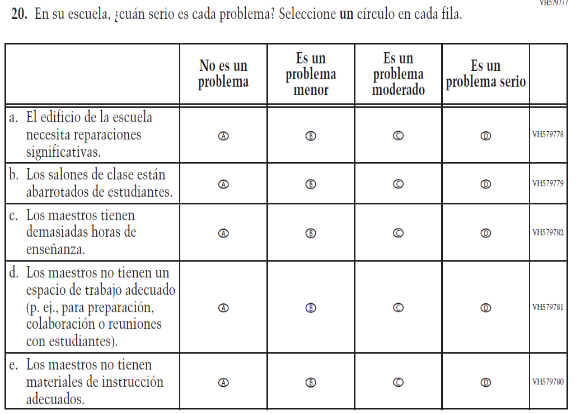 VH579777
20. En su escuela, ¿cuán serio es cada problema? Seleccione un círculo en cada fila.
No es un problema
Es un problema menor
Es un problema moderado
Es un problema serio
a. El edificio de la escuela
necesita reparaciones
significativas.
A B C D VH579778
b. Los salones de clase están
abarrotados de estudiantes.
A B C D VH579779
c. Los maestros tienen
demasiadas horas de
enseñanza.
A B C D VH579782
d. Los maestros no tienen un
espacio de trabajo adecuado
(p. ej., para preparación,
colaboración o reuniones
con estudiantes).
A B C D VH579781
e. Los maestros no tienen
materiales de instrucción
adecuados.
A B C D VH579780